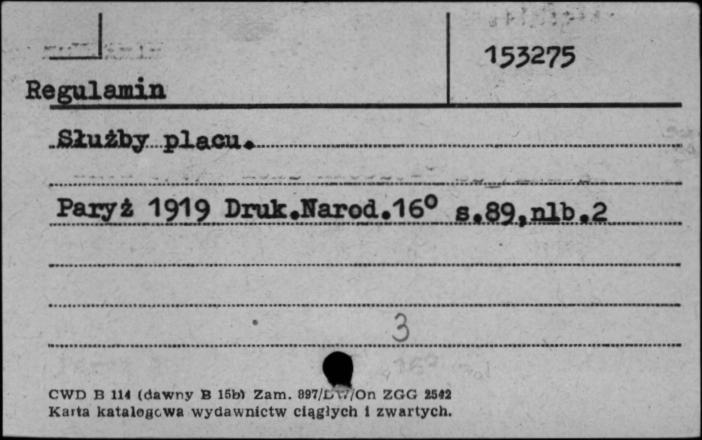 153275
Regulamin
Służby placu.
Paryż 1919 Druk.Narod.16° s.89,nlb.2
3
CWD B 114 (dawny B 15b) Zam. 897/DW/On ZGG 2542
Karta katalogowa wydawnictw ciągłych i zwartych.